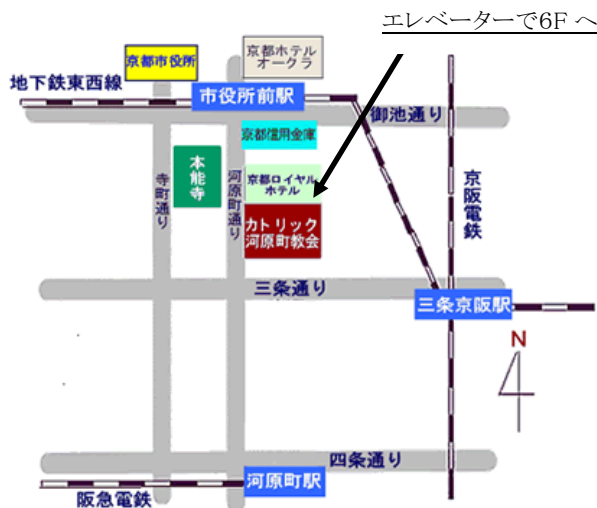 エレベーターで6F へ
京都市役所
京都ホテル
オークラ
地下鉄東西線
市役所前駅
御池通り
京都信用金庫
本能寺
寺町通り
河原町通り
京都ロイヤル
ホテル
カトリック
河原町教会
京阪電鉄
三条通り
三条京阪駅
N
四条通り
河原町駅
阪急電鉄